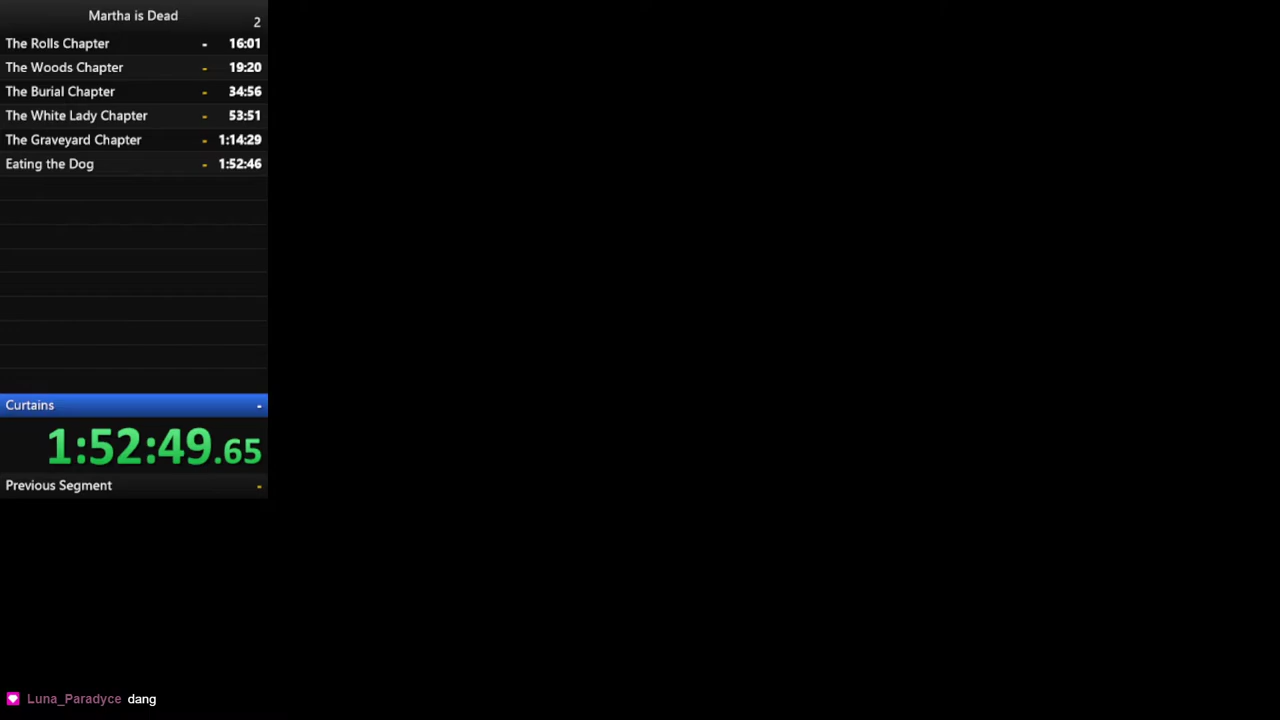 Martha is Dead
2
The Rolls Chapter - 16:01
The Woods Chapter - 19:20
The Burial Chapter - 34:56
The White Lady Chapter - 53:51
The Graveyard Chapter - 1:14:29
Eating the Dog - 1:52:46
Curtains -
1:52:49.65
Previous Segment -
Luna_Paradyce dang